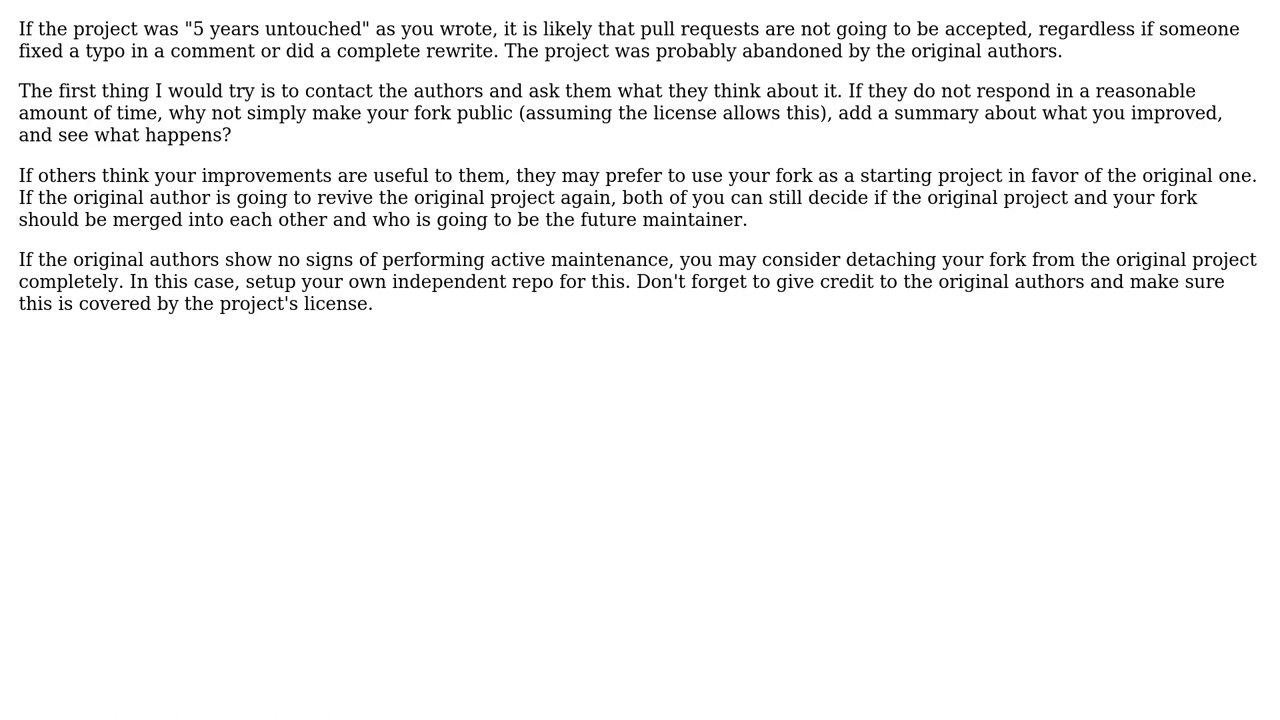 If the project was "5 years untouched" as you wrote, it is likely that pull requests are not going to be accepted, regardless if someone
fixed a typo in a comment or did a complete rewrite. The project was probably abandoned by the original authors.
The first thing I would try is to contact the authors and ask them what they think about it. If they do not respond in a reasonable
amount of time, why not simply make your fork public (assuming the license allows this), add a summary about what you improved,
and see what happens?
If others think your improvements are useful to them, they may prefer to use your fork as a starting project in favor of the original one.
If the original author is going to revive the original project again, both of you can still decide if the original project and your fork
should be merged into each other and who is going to be the future maintainer.
If the original authors show no signs of performing active maintenance, you may consider detaching your fork from the original project
completely. In this case, setup your own independent repo for this. Don't forget to give credit to the original authors and make sure
this is covered by the project's license.